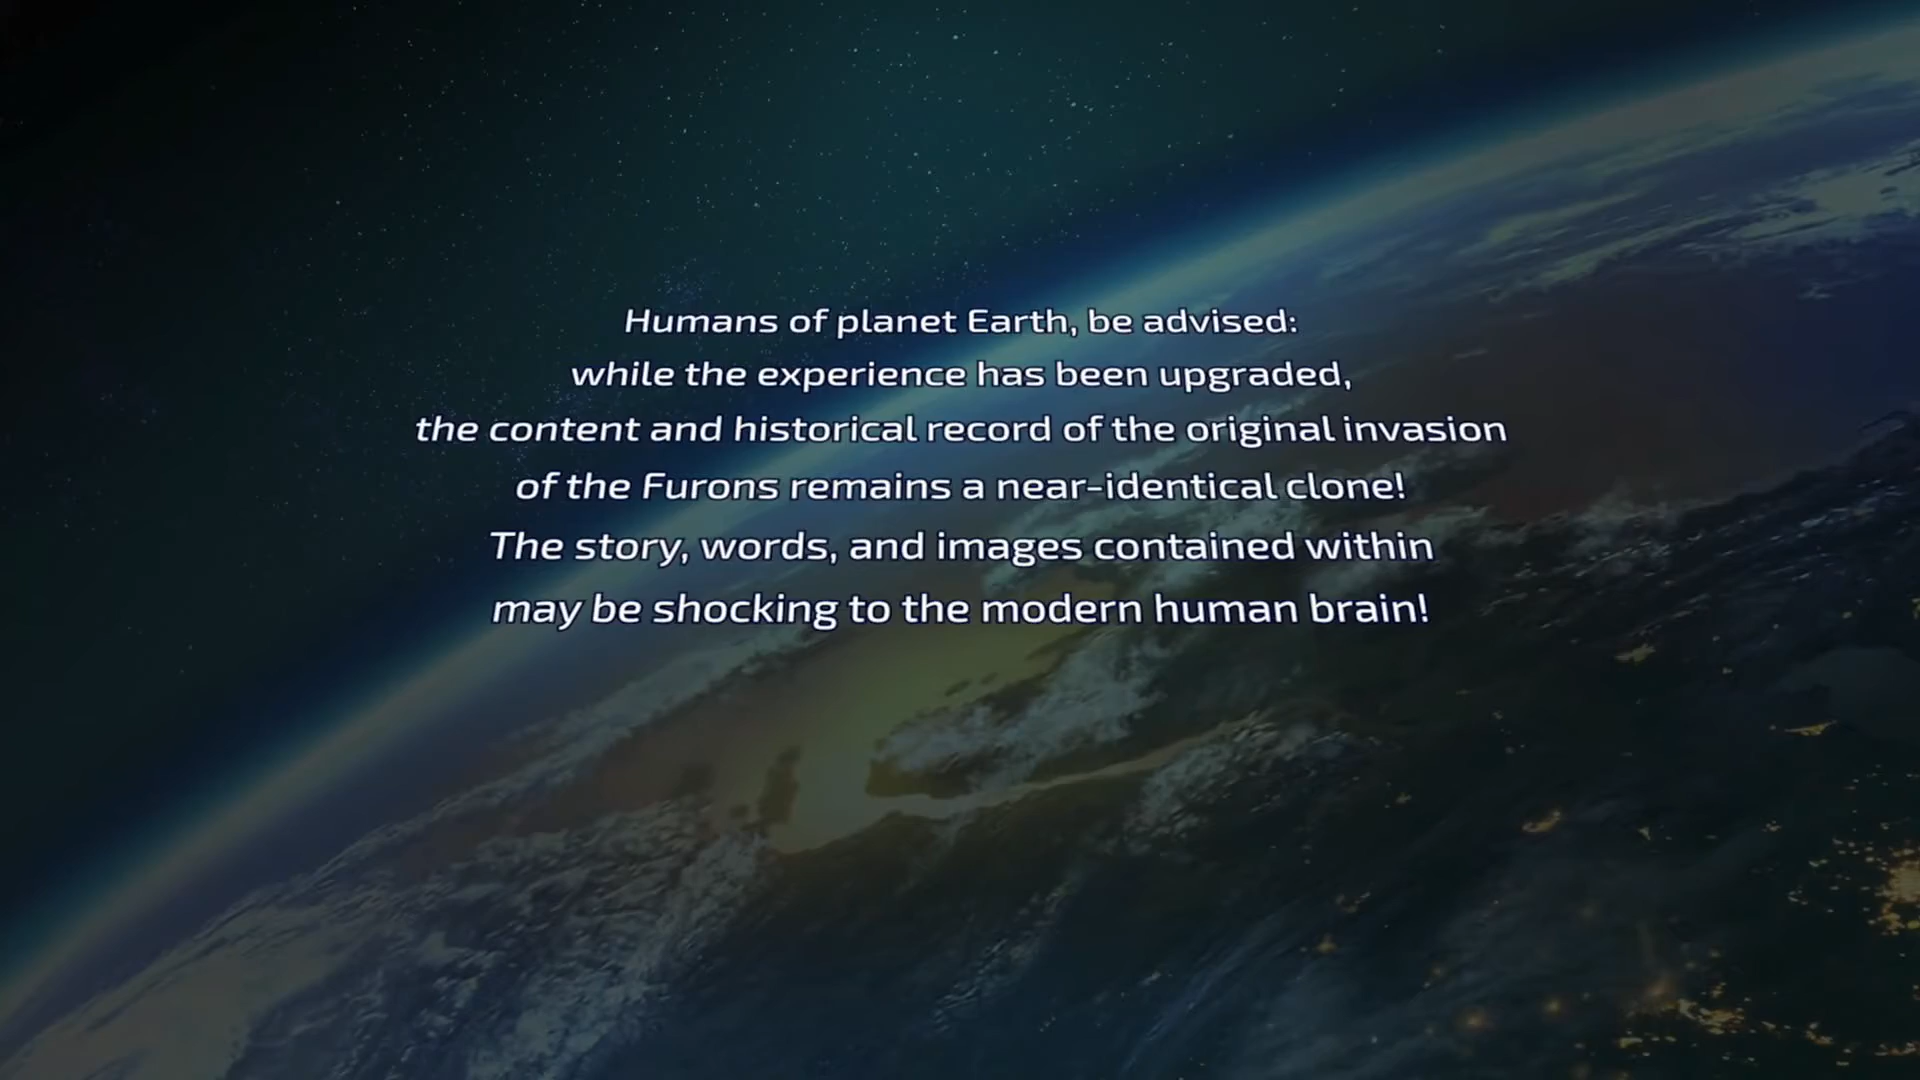 Humans of planet Earth, be advised:
while the experience has been upgraded,
the content and historical record of the original invasion
of the Furons remains a near-identical clone!
The story, words, and images contained within
may be shocking to the modern human brain!